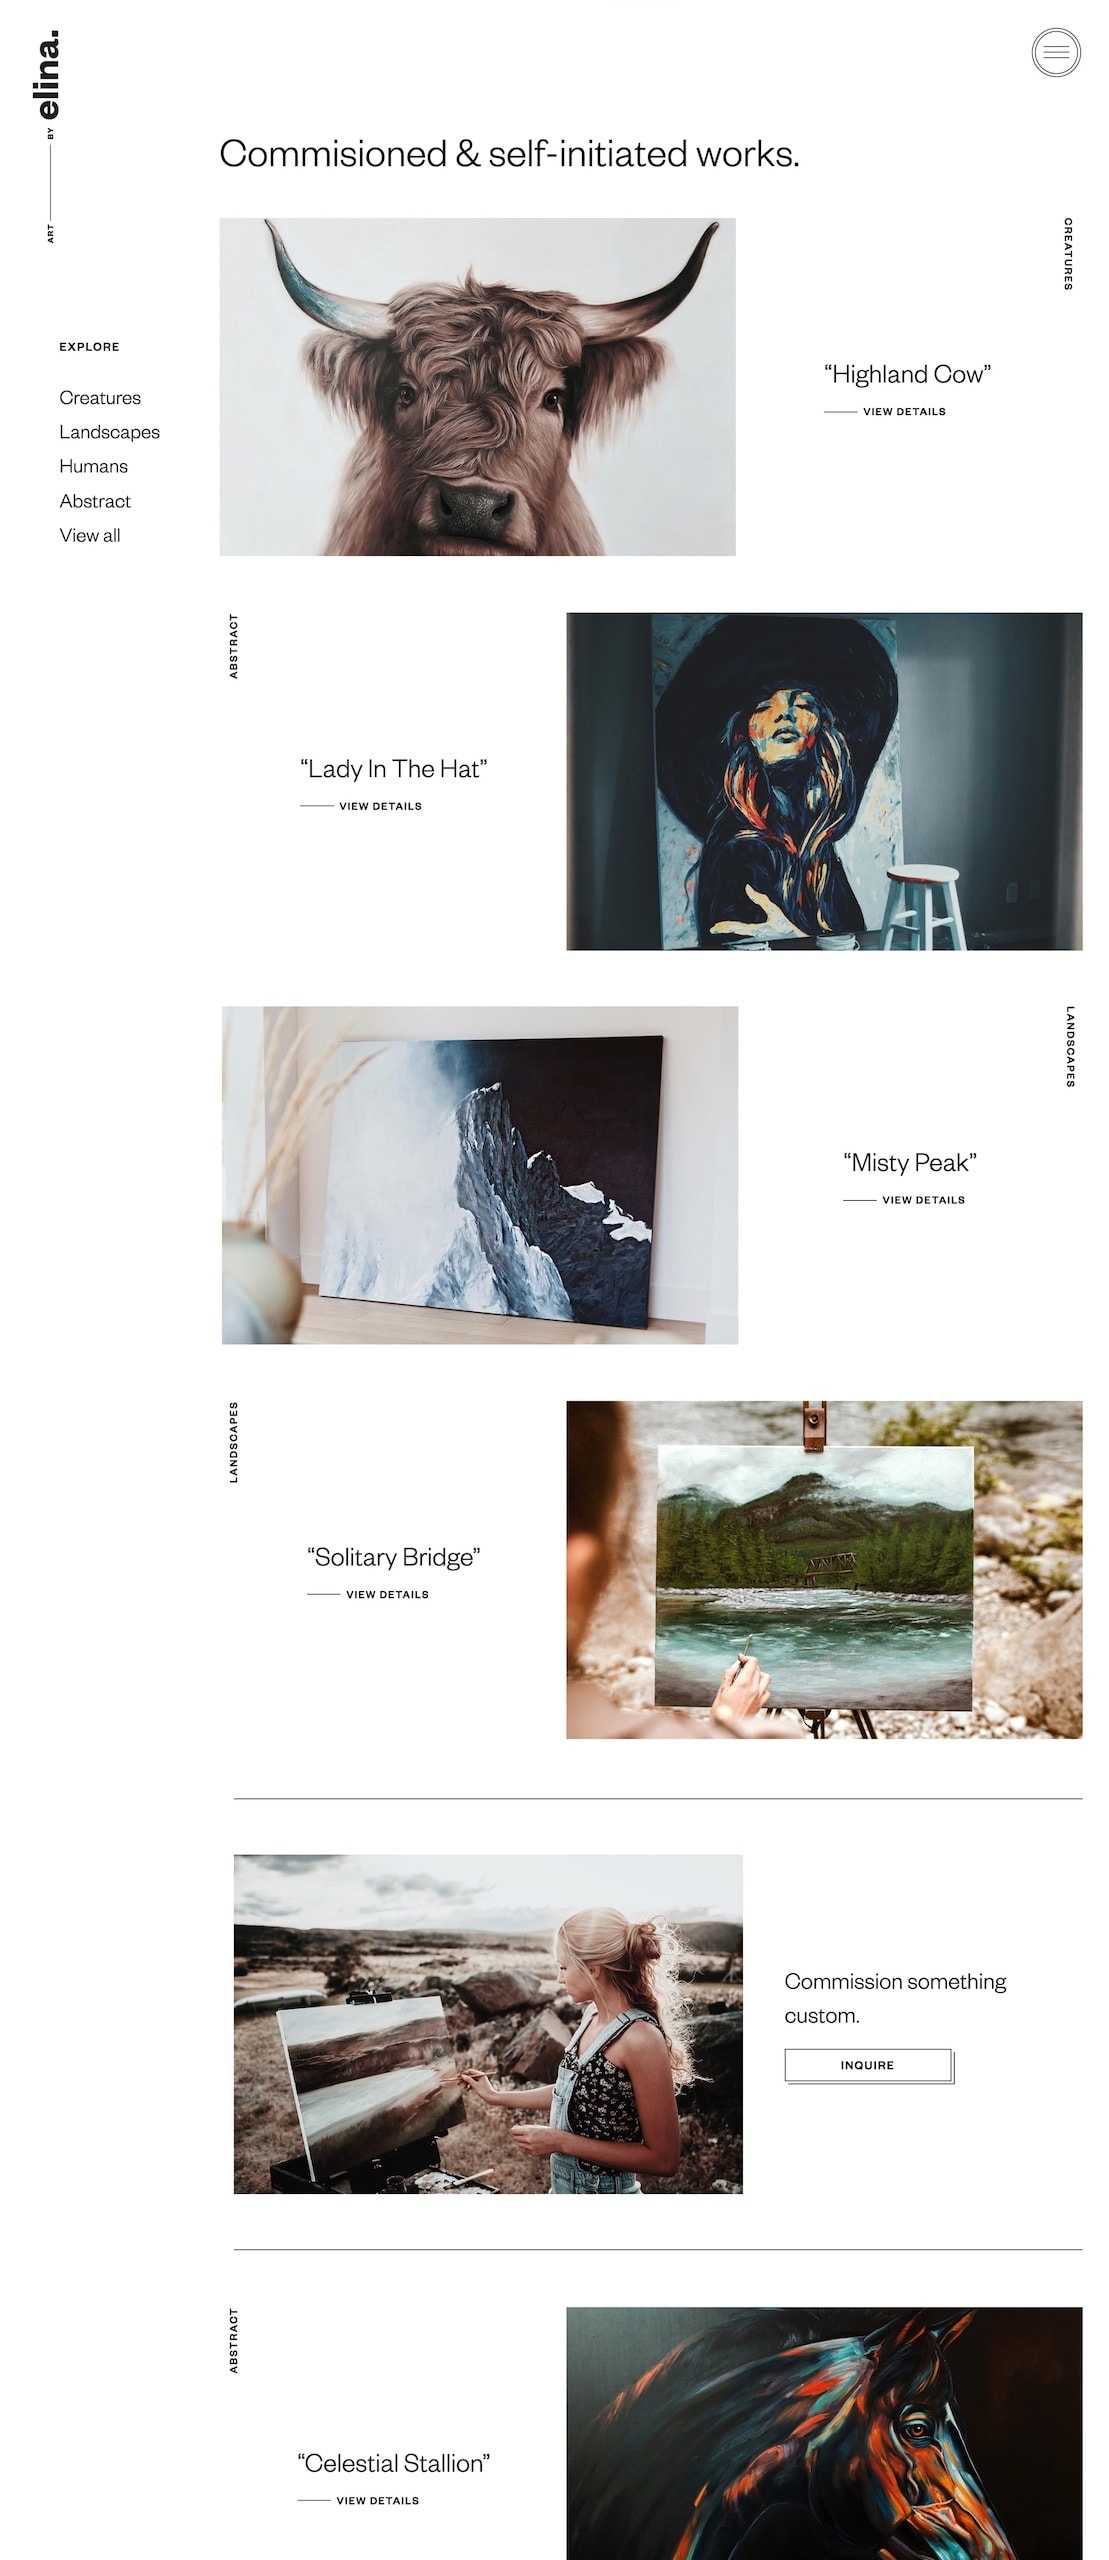 elina.
ART
BY
Commisioned & self-initiated works.
CREATURES
EXPLORE
Creatures
Landscapes
Humans
Abstract
View all
“Highland Cow”
VIEW DETAILS
ABSTRACT
“Lady In The Hat”
VIEW DETAILS
LANDSCAPES
“Misty Peak”
VIEW DETAILS
LANDSCAPES
“Solitary Bridge”
VIEW DETAILS
Commission something
custom.
INQUIRE
ABSTRACT
“Celestial Stallion”
VIEW DETAILS